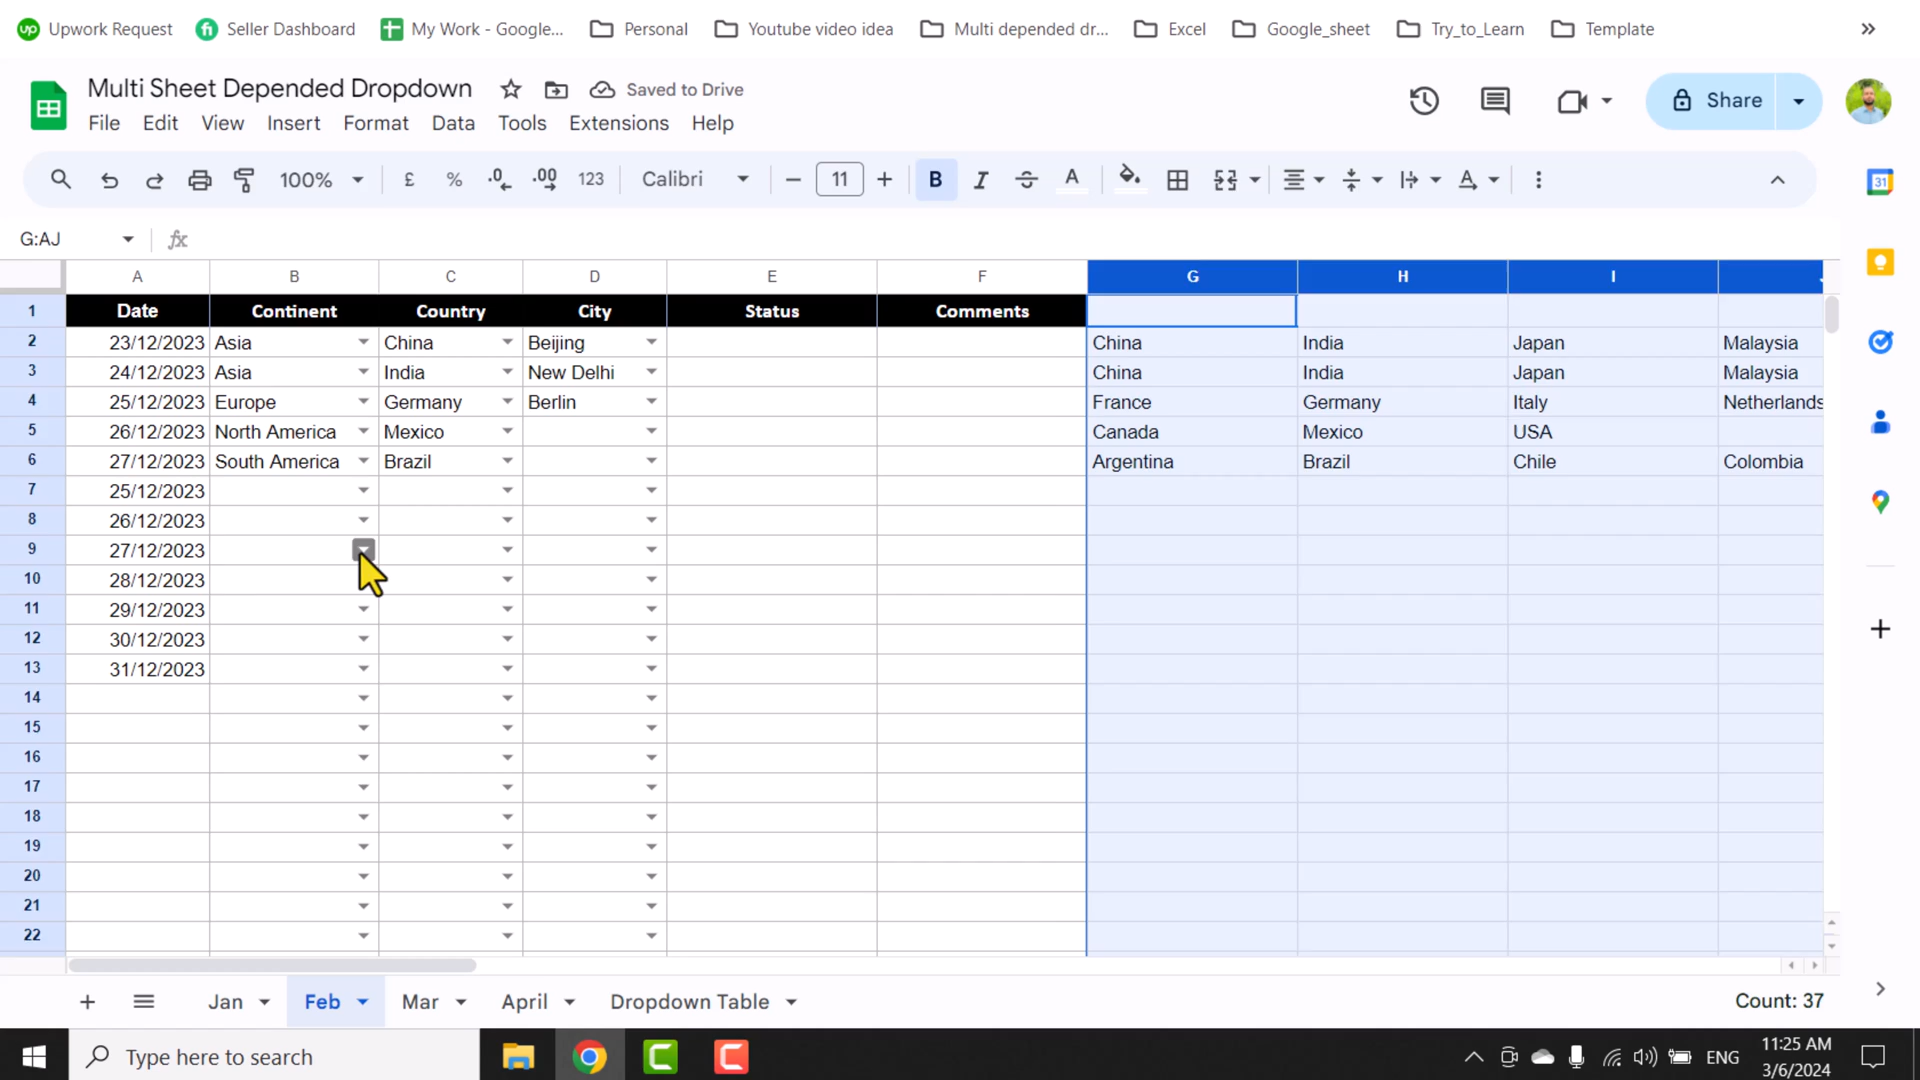 Upwork Request Seller Dashboard My Work - Google... Personal Youtube video idea Multi depended dr... Excel Google_sheet Try_to_Learn Template
Multi Sheet Depended Dropdown Saved to Drive
Share
File Edit View Insert Format Data Tools Extensions Help
100% £ % .0 .00 123 Calibri 11 B I S A A
31
G:AJ fx
A B C D E F G H I
1 Date Continent Country City Status Comments
2 23/12/2023 Asia China Beijing China India Japan Malaysia
3 24/12/2023 Asia India New Delhi China India Japan Malaysia
4 25/12/2023 Europe Germany Berlin France Germany Italy Netherlands
5 26/12/2023 North America Mexico Canada Mexico USA
6 27/12/2023 South America Brazil Argentina Brazil Chile Colombia
7 25/12/2023
8 26/12/2023
9 27/12/2023
10 28/12/2023
11 29/12/2023
12 30/12/2023
13 31/12/2023
14
15
16
17
18
19
20
21
22
Jan Feb Mar April Dropdown Table Count: 37
Type here to search ENG 11:25 AM
3/6/2024